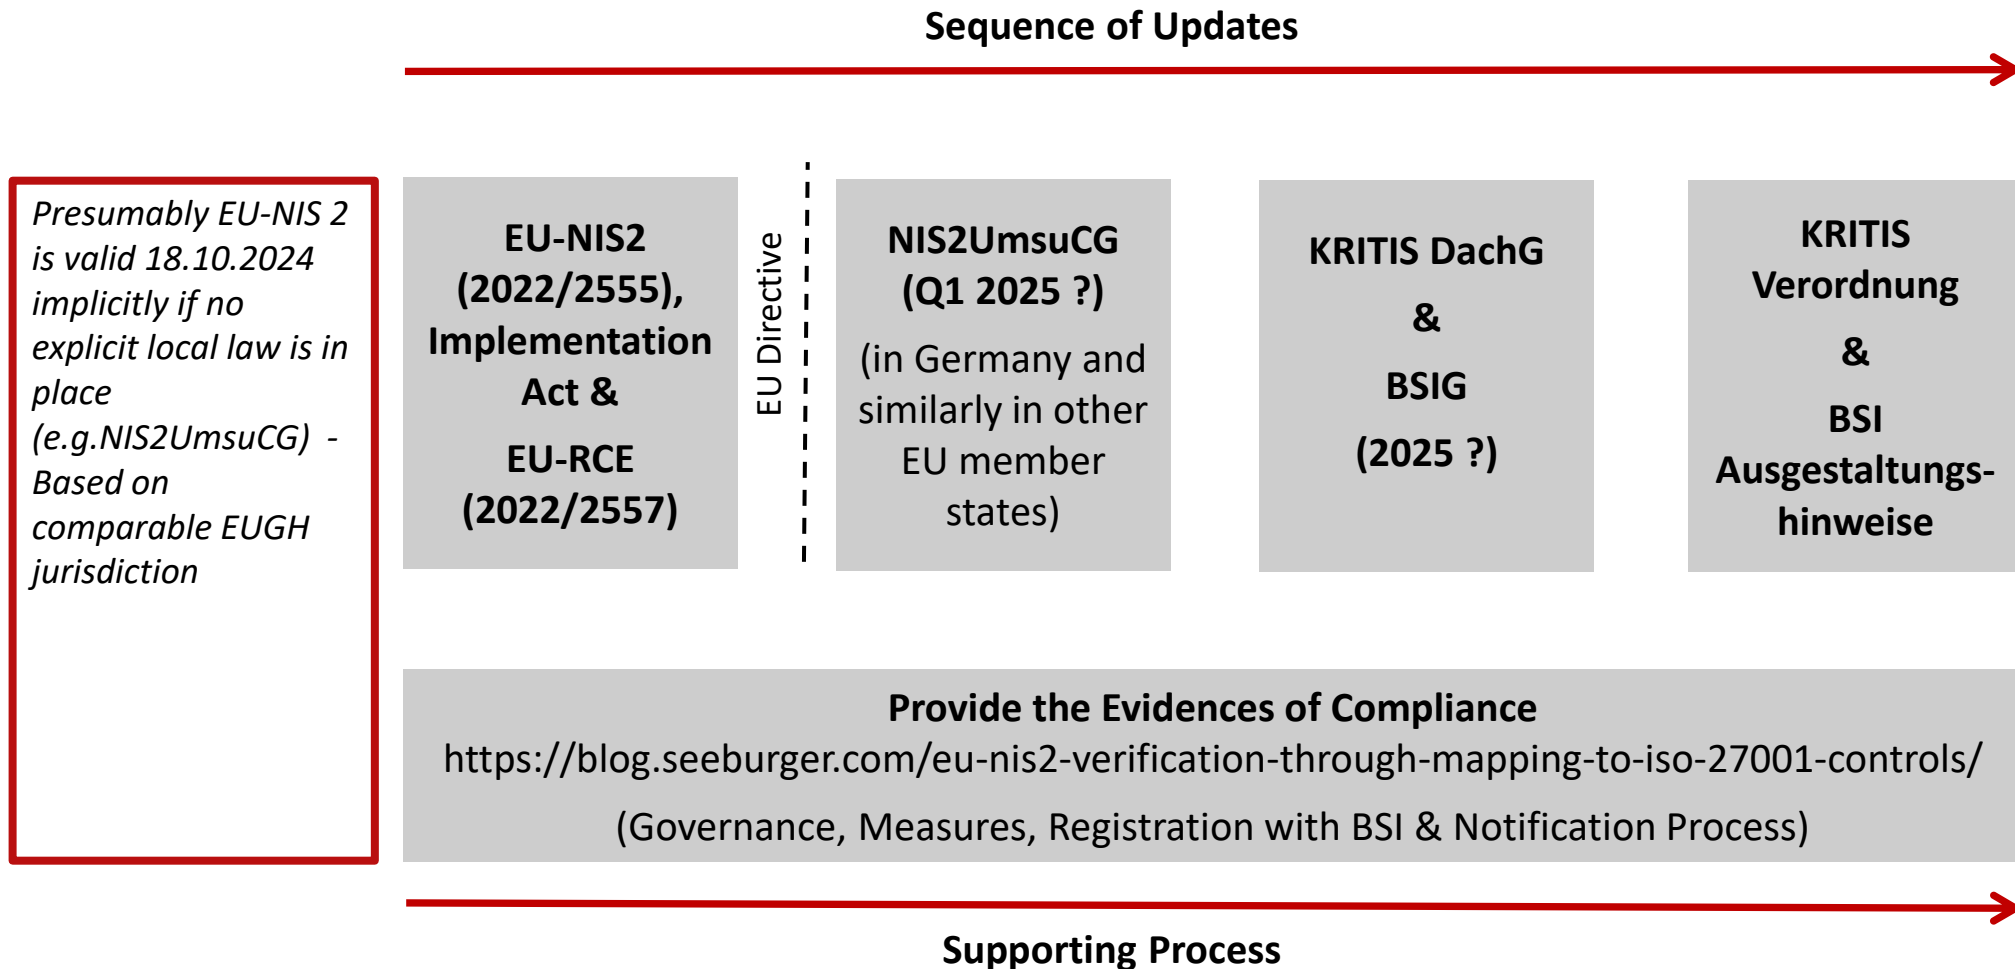 Sequence of Updates
Presumably EU-NIS 2
is valid 18.10.2024
implicitly if no
explicit local law is in
place
(e.g.NIS2UmsuCG)  -
Based on
comparable EUGH
jurisdiction
EU-NIS2
(2022/2555),
Implementation
Act &
EU-RCE
(2022/2557)
EU Directive
NIS2UmsuCG
(Q1 2025 ?)
(in Germany and
similarly in other
EU member
states)
KRITIS DachG
&
BSIG
(2025 ?)
KRITIS
Verordnung
&
BSI
Ausgestaltungs-
hinweise
Provide the Evidences of Compliance
https://blog.seeburger.com/eu-nis2-verification-through-mapping-to-iso-27001-controls/
(Governance, Measures, Registration with BSI & Notification Process)
Supporting Process